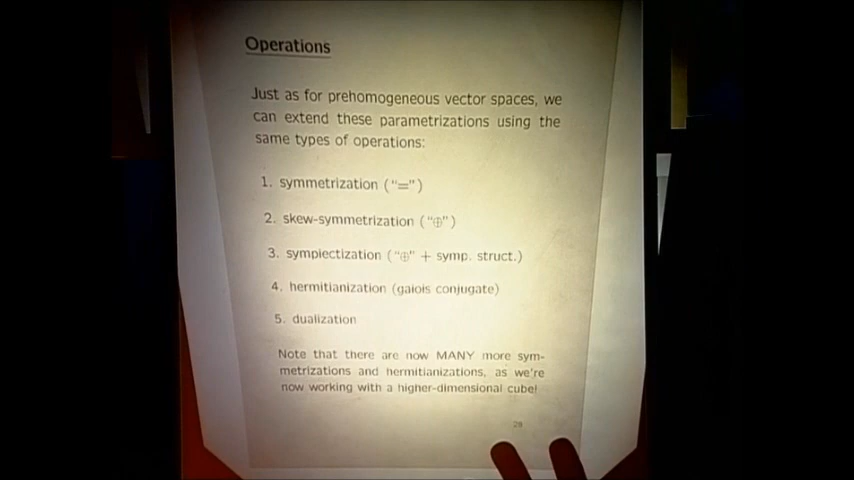 Operations
Just as for prehomogeneous vector spaces, we
can extend these parametrizations using the
same types of operations:
1. symmetrization ("=")
2. skew-symmetrization ("⊕")
3. symplectization ("⊕" + symp. struct.)
4. hermitianization (galois conjugate)
5. dualization
Note that there are now MANY more sym-
metrizations and hermitianizations, as we're
now working with a higher-dimensional cube!
28